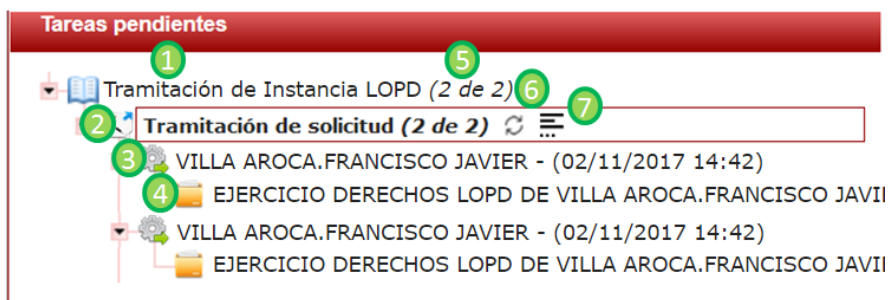 Tareas pendientes
1 5
Tramitación de Instancia LOPD (2 de 2) 6
2 Tramitación de solicitud (2 de 2) 7
3 VILLA AROCA.FRANCISCO JAVIER - (02/11/2017 14:42)
4 EJERCICIO DERECHOS LOPD DE VILLA AROCA.FRANCISCO
VILLA AROCA.FRANCISCO JAVIER - (02/11/2017 14:42)
EJERCICIO DERECHOS LOPD DE VILLA AROCA.FRANCISCO